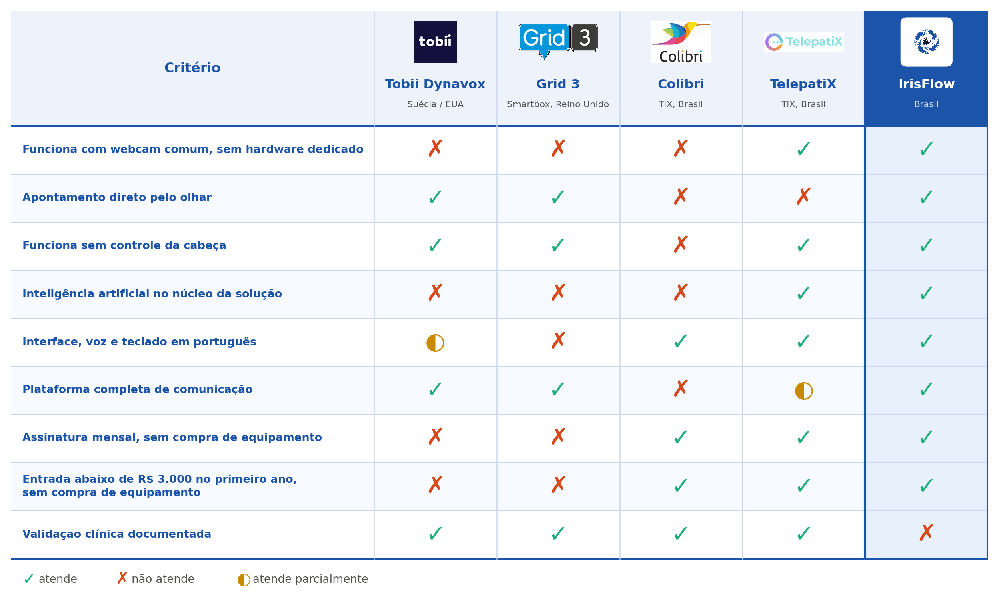 Critério
tobii
Tobii Dynavox
Suécia / EUA
Grid 3
Grid 3
Smartbox, Reino Unido
Colibri
Colibri
TiX, Brasil
TelepatiX
TelepatiX
TiX, Brasil
IrisFlow
Brasil
Funciona com webcam comum, sem hardware dedicado ✗ ✗ ✗ ✓ ✓
Apontamento direto pelo olhar ✓ ✓ ✗ ✗ ✓
Funciona sem controle da cabeça ✓ ✓ ✗ ✓ ✓
Inteligência artificial no núcleo da solução ✗ ✗ ✗ ✓ ✓
Interface, voz e teclado em português ◐ ✗ ✓ ✓ ✓
Plataforma completa de comunicação ✓ ✓ ✗ ◐ ✓
Assinatura mensal, sem compra de equipamento ✗ ✗ ✓ ✓ ✓
Entrada abaixo de R$ 3.000 no primeiro ano,
sem compra de equipamento ✗ ✗ ✓ ✓ ✓
Validação clínica documentada ✓ ✓ ✓ ✓ ✗
✓ atende ✗ não atende ◐ atende parcialmente